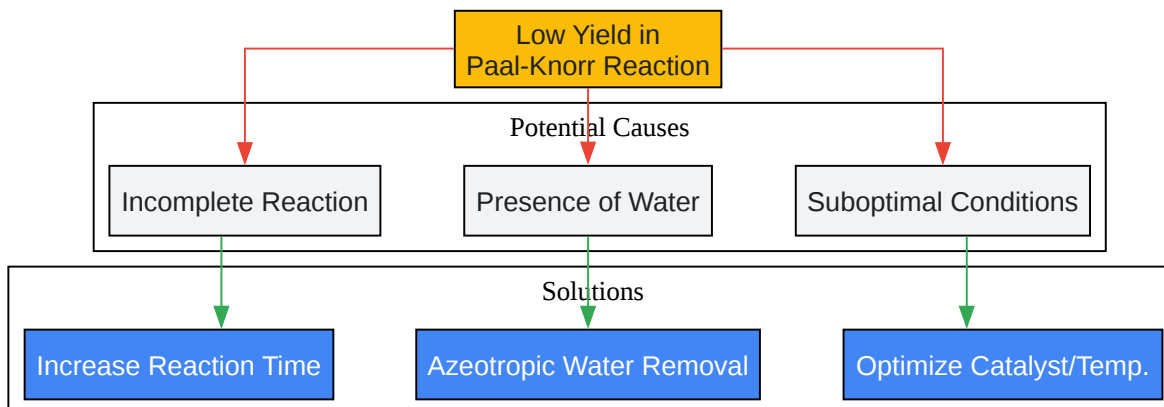 Low Yield in
Paal-Knorr Reaction
Potential Causes
Incomplete Reaction
Presence of Water
Suboptimal Conditions
Solutions
Increase Reaction Time
Azeotropic Water Removal
Optimize Catalyst/Temp.